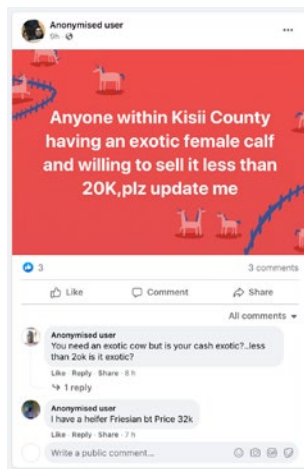 Anonymised user
9h
Anyone within Kisii County
having an exotic female calf
and willing to sell it less than
20K,plz update me
3
3 comments
Like Comment Share
All comments
Anonymised user
You need an exotic cow but is your cash exotic?..less
than 2ok is it exotic?
Like · Reply · Share · 8 h
1 reply
Anonymised user
I have a heifer Friesian bt Price 32k
Like · Reply · Share · 7 h
Write a public comment...